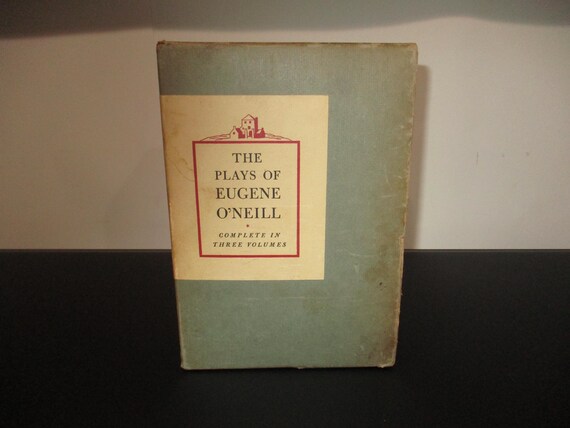 THE
PLAYS OF
EUGENE
O'NEILL
COMPLETE IN
THREE VOLUMES